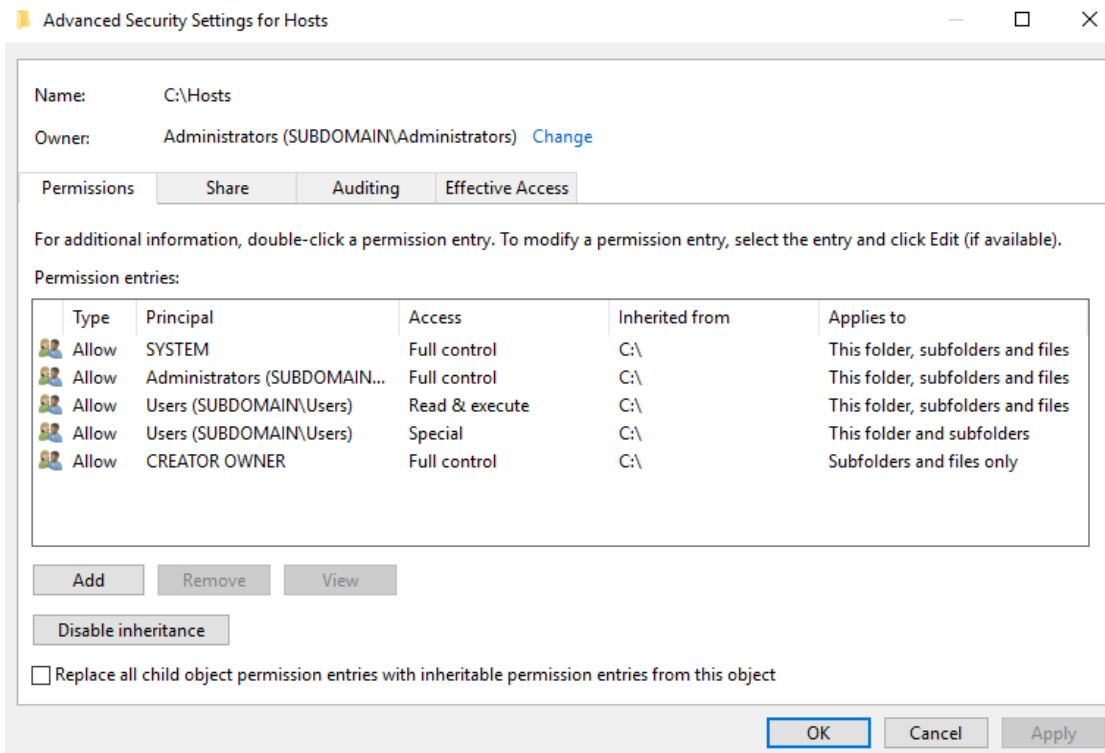 Advanced Security Settings for Hosts
Name: C:\Hosts
Owner: Administrators (SUBDOMAIN\Administrators) Change
Permissions Share Auditing Effective Access
For additional information, double-click a permission entry. To modify a permission entry, select the entry and click Edit (if available).
Permission entries:
Type Principal Access Inherited from Applies to
Allow SYSTEM Full control C:\ This folder, subfolders and files
Allow Administrators (SUBDOMAIN... Full control C:\ This folder, subfolders and files
Allow Users (SUBDOMAIN\Users) Read & execute C:\ This folder, subfolders and files
Allow Users (SUBDOMAIN\Users) Special C:\ This folder and subfolders
Allow CREATOR OWNER Full control C:\ Subfolders and files only
Add Remove View
Disable inheritance
Replace all child object permission entries with inheritable permission entries from this object
OK Cancel Apply